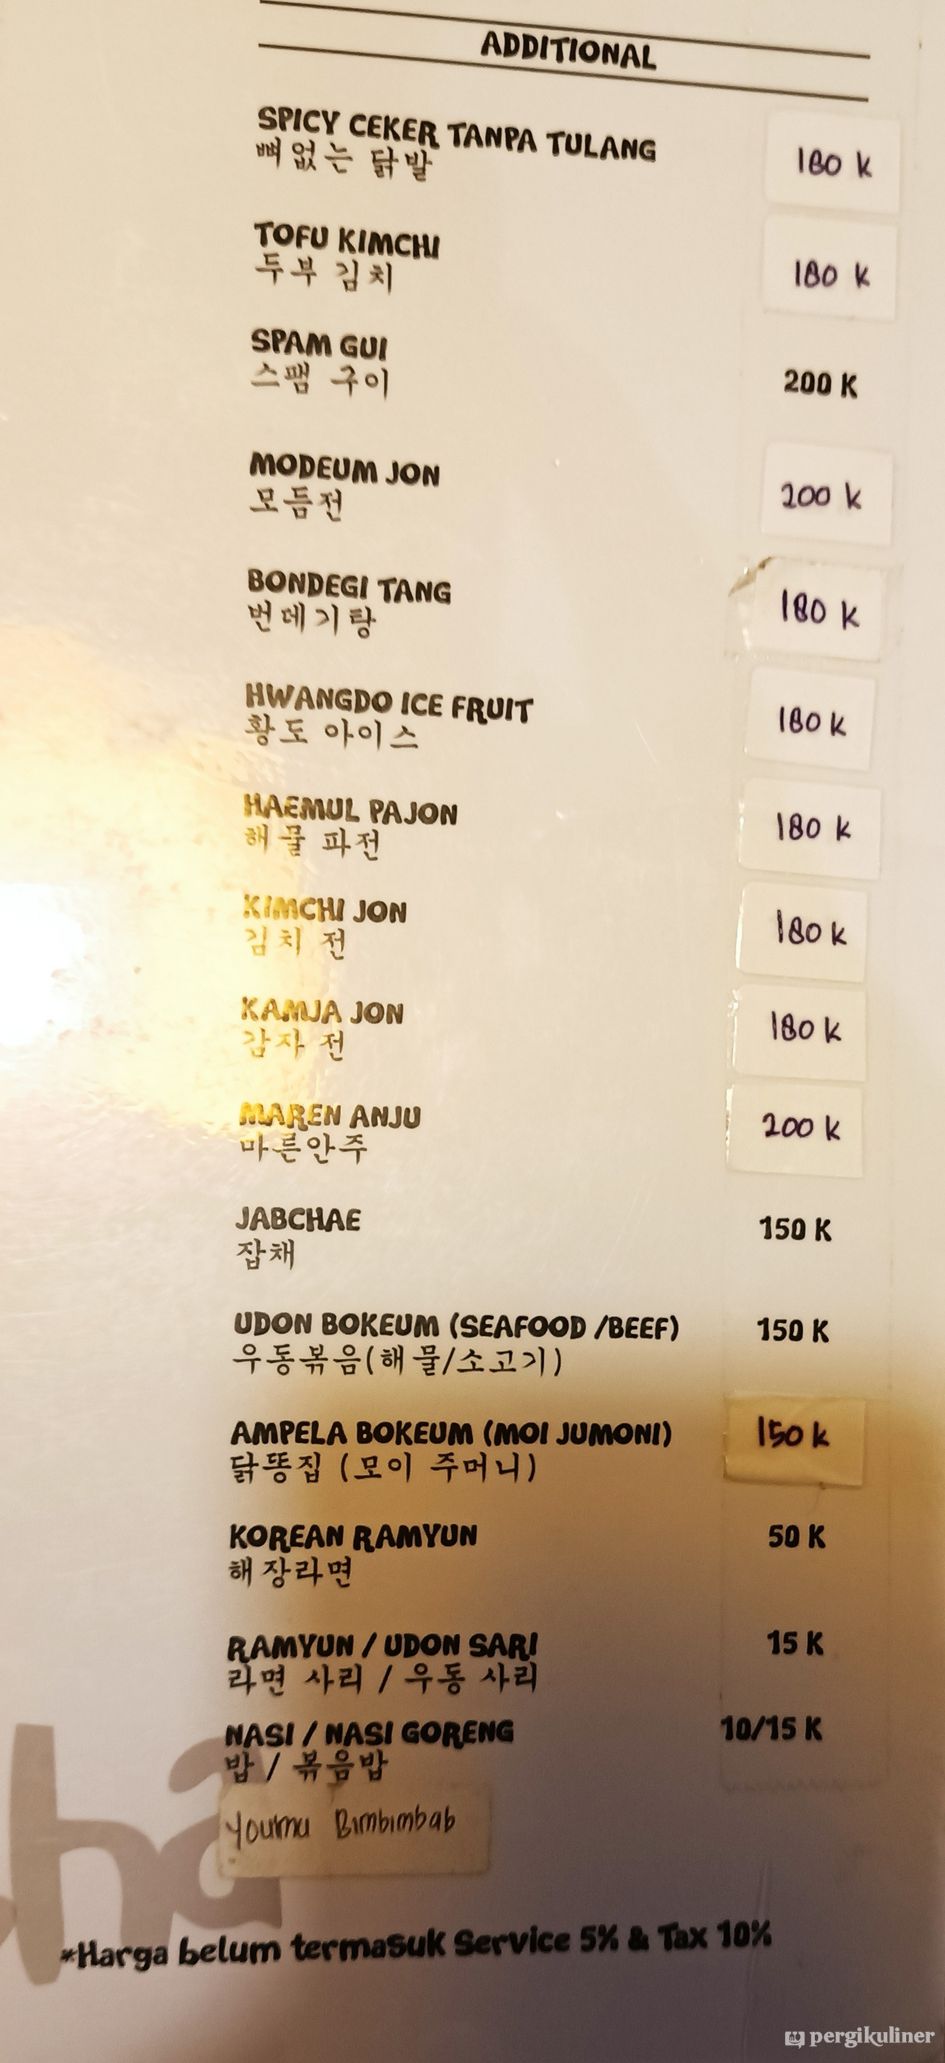 ADDITIONAL
SPICY CEKER TANPA TULANG 180 K
뼈없는 닭발
TOFU KIMCHI 180 K
두부 김치
SPAM GUI 200 K
스팸 구이
MODEUM JON 200 K
모듬전
BONDEGI TANG 180 K
번데기탕
HWANGDO ICE FRUIT 180 K
황도 아이스
HAEMUL PAJON 180 K
해물 파전
KIMCHI JON 180 K
김치 전
KAMJA JON 180 K
감자 전
MAREN ANJU 200 K
마른안주
JABCHAE 150 K
잡채
UDON BOKEUM (SEAFOOD /BEEF) 150 K
우동볶음(해물/소고기)
AMPELA BOKEUM (MOI JUMONI) 150 K
닭똥집 (모이 주머니)
KOREAN RAMYUN 50 K
해장라면
RAMYUN / UDON SARI 15 K
라면 사리 / 우동 사리
NASI / NASI GORENG 10/15 K
밥 / 볶음밥
Youmu Bimbimbab
hà
*Harga belum termasuk Service 5% & Tax 10%
pergikuliner